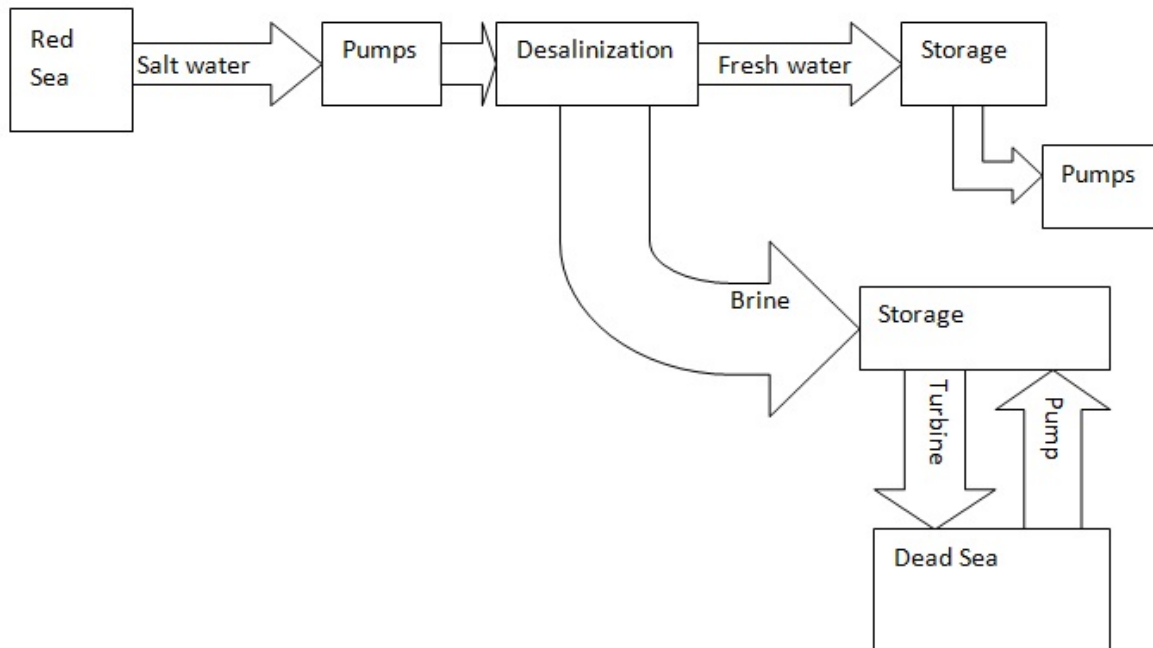 Red
Sea
Salt water
Pumps
Desalinization
Fresh water
Storage
Pumps
Brine
Storage
Turbine
Pump
Dead Sea